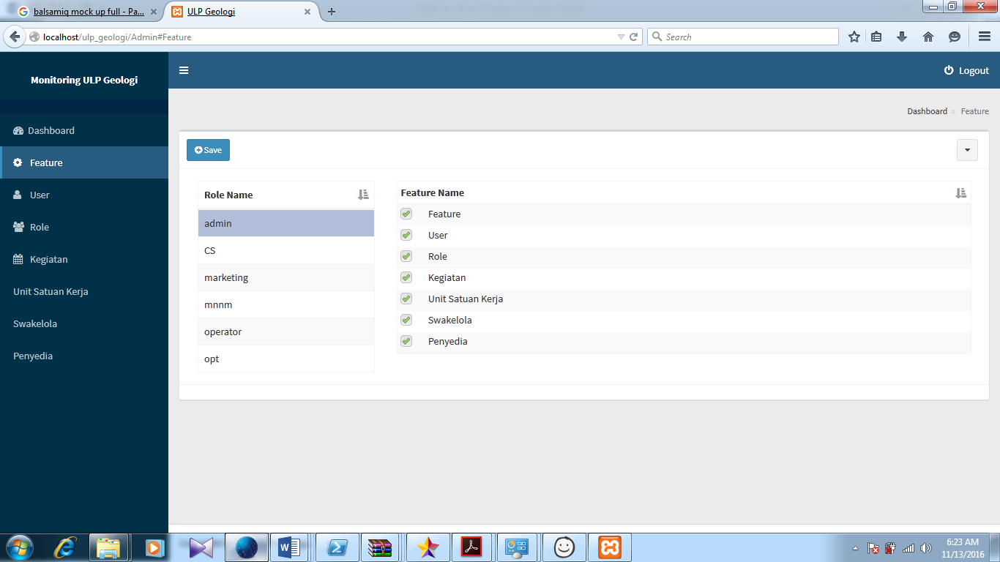 balsamiq mock up full - Pa...
ULP Geologi
localhost/ulp_geologi/Admin#Feature
Search
Monitoring ULP Geologi
Logout
Dashboard > Feature
Dashboard
Feature
User
Role
Kegiatan
Unit Satuan Kerja
Swakelola
Penyedia
Save
Role Name
admin
CS
marketing
mnnm
operator
opt
Feature Name
Feature
User
Role
Kegiatan
Unit Satuan Kerja
Swakelola
Penyedia
6:23 AM
11/13/2016